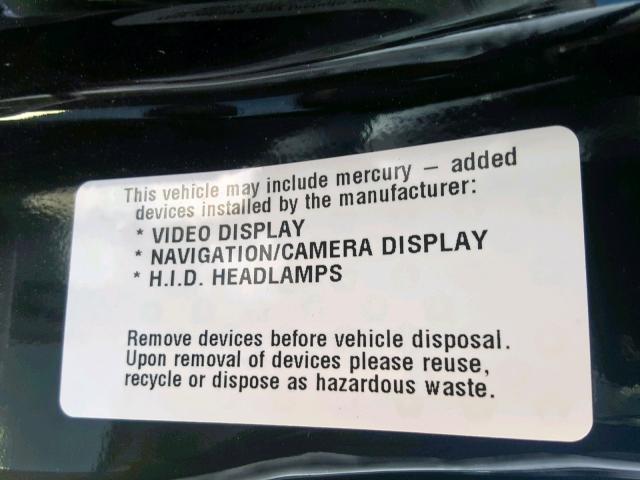 This vehicle may include mercury – added
devices installed by the manufacturer:
* VIDEO DISPLAY
* NAVIGATION/CAMERA DISPLAY
* H.I.D. HEADLAMPS
Remove devices before vehicle disposal.
Upon removal of devices please reuse,
recycle or dispose as hazardous waste.